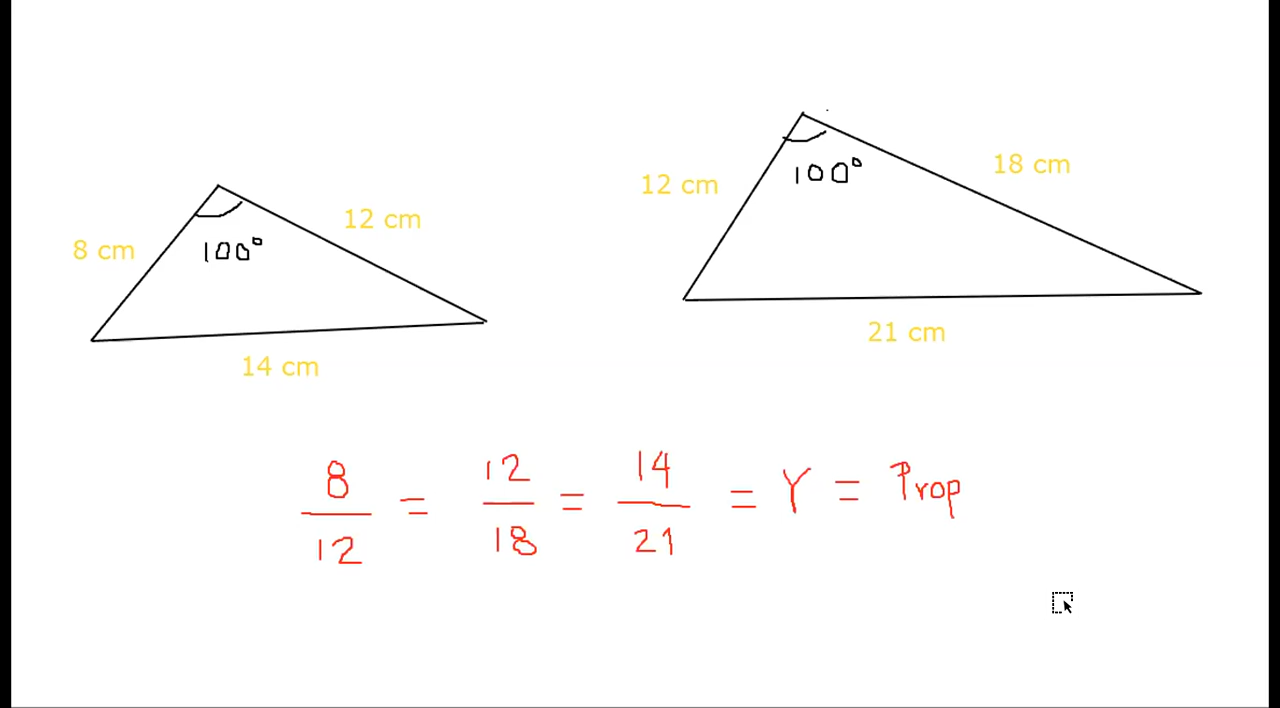 12 cm
18 cm
100°
8 cm
12 cm
100°
21 cm
14 cm
8/12 = 12/18 = 14/21 = Y = Prop